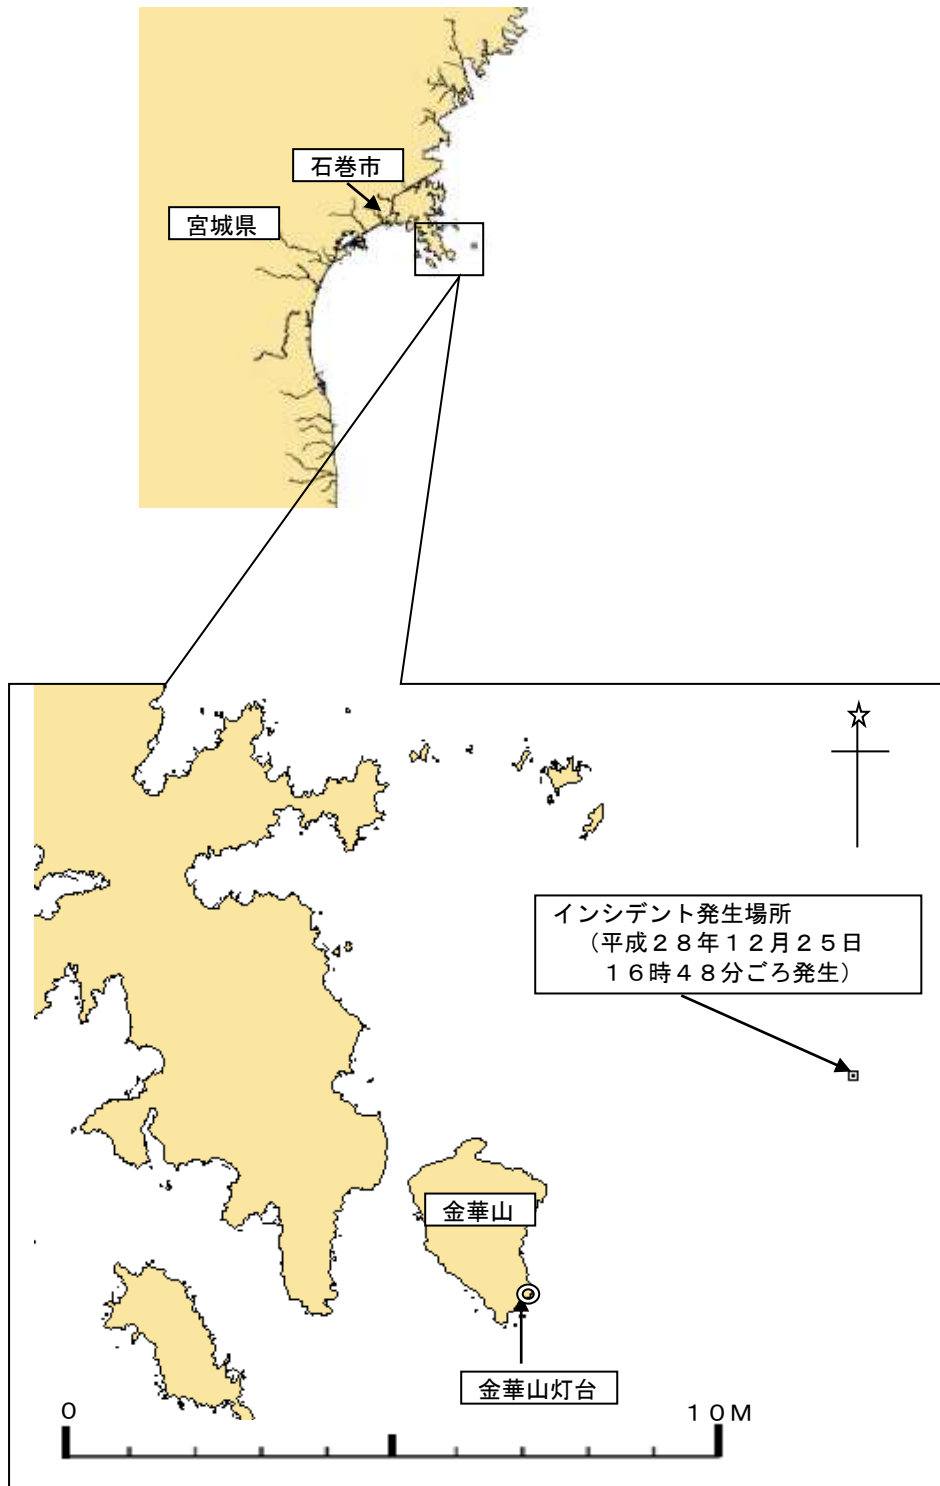 石巻市
宮城県
インシデント発生場所
（平成２８年１２月２５日
１６時４８分ごろ発生）
金華山
金華山灯台
０
１０Ｍ